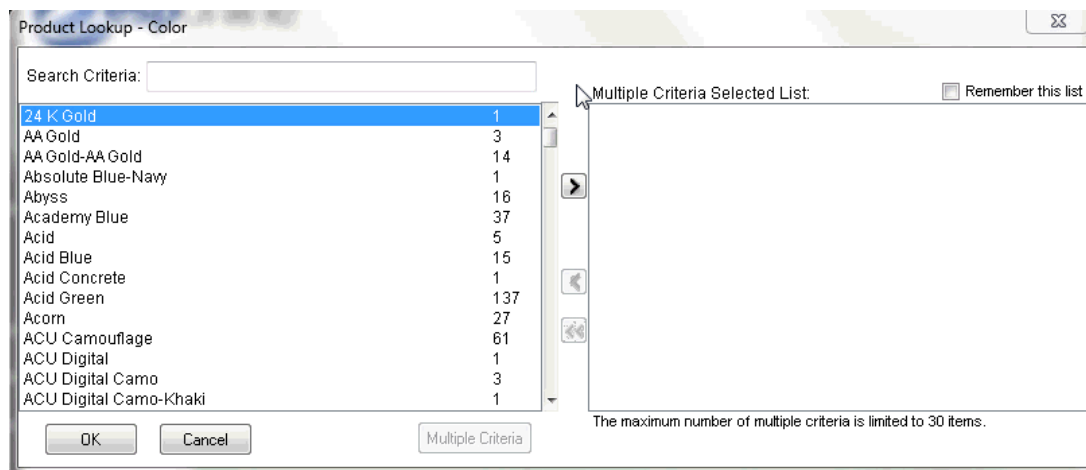 Product Lookup - Color
Search Criteria:
Multiple Criteria Selected List:
Remember this list
24 K Gold 1
AA Gold 3
AA Gold-AA Gold 14
Absolute Blue-Navy 1
Abyss 16
Academy Blue 37
Acid 5
Acid Blue 15
Acid Concrete 1
Acid Green 137
Acorn 27
ACU Camouflage 61
ACU Digital 1
ACU Digital Camo 3
ACU Digital Camo-Khaki 1
The maximum number of multiple criteria is limited to 30 items.
OK Cancel Multiple Criteria